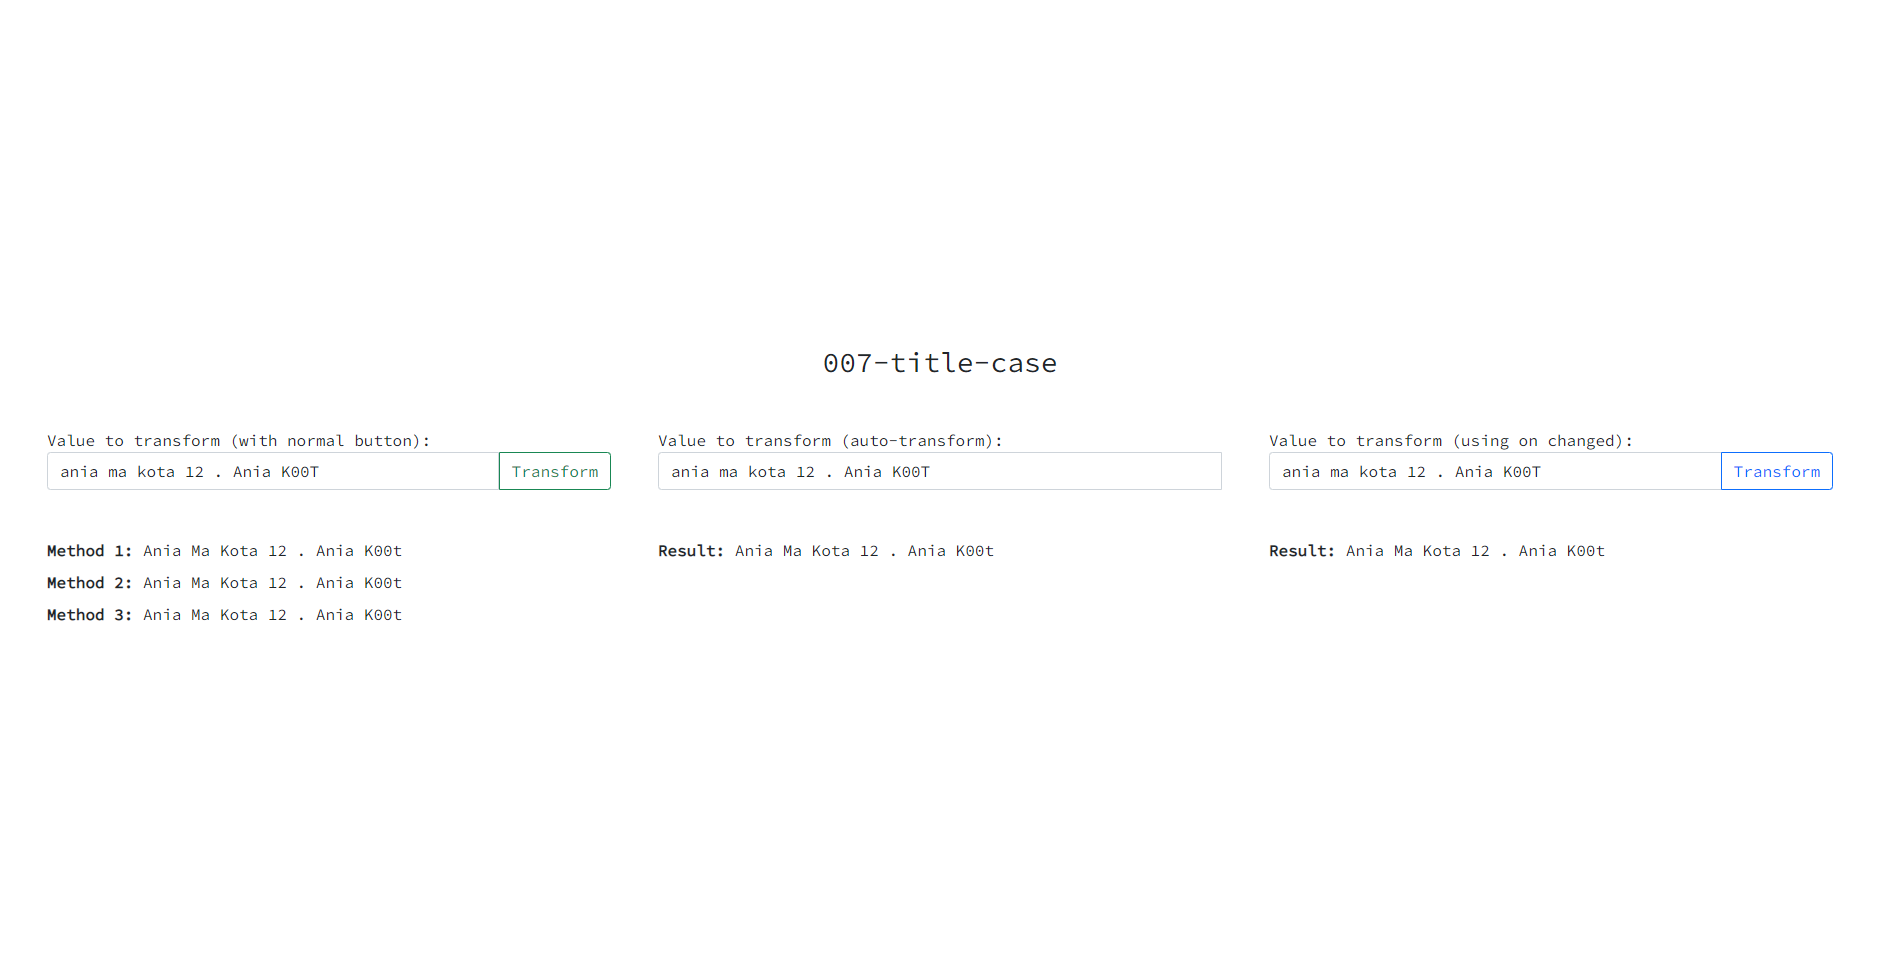 007-title-case
Value to transform (with normal button):
ania ma kota 12 . Ania K00T
Transform
Method 1: Ania Ma Kota 12 . Ania K00t
Method 2: Ania Ma Kota 12 . Ania K00t
Method 3: Ania Ma Kota 12 . Ania K00t
Value to transform (auto-transform):
ania ma kota 12 . Ania K00T
Result: Ania Ma Kota 12 . Ania K00t
Value to transform (using on changed):
ania ma kota 12 . Ania K00T
Transform
Result: Ania Ma Kota 12 . Ania K00t